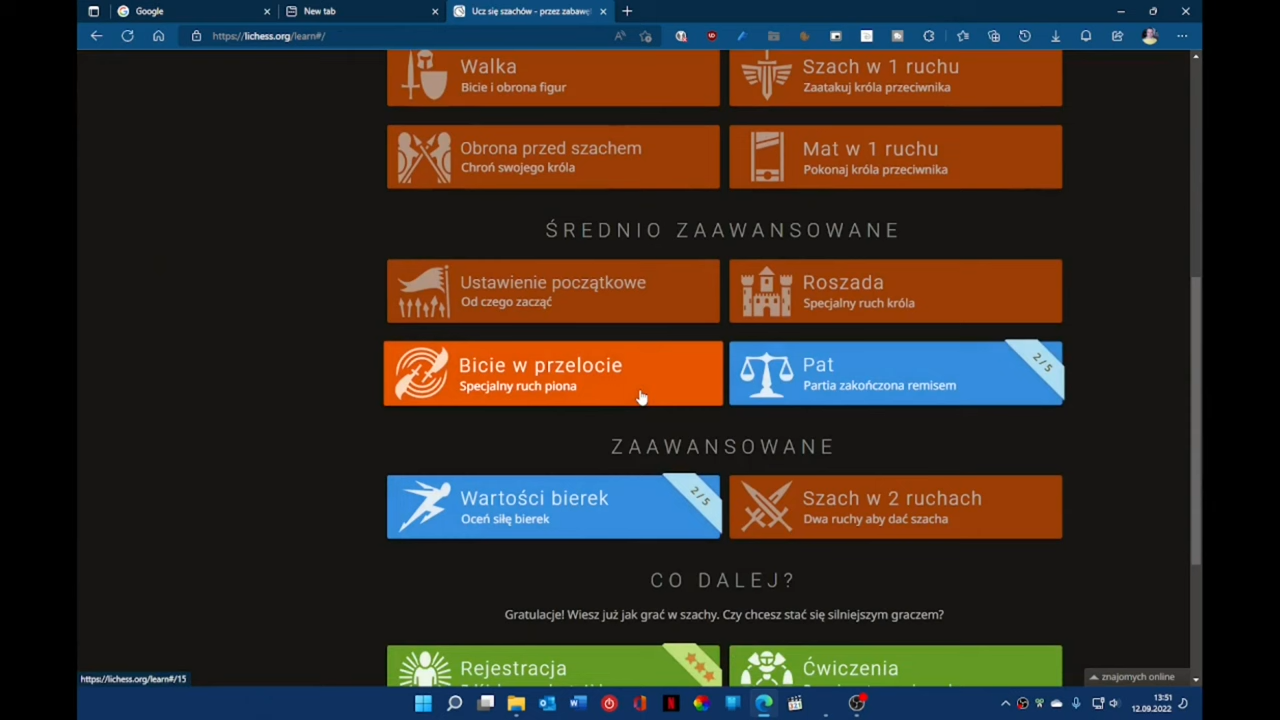 Google
New tab
Ucz się szachów - przez zabawę
https://lichess.org/learn#/
Walka
Bicie i obrona figur
Szach w 1 ruchu
Zaatakuj króla przeciwnika
Obrona przed szachem
Chroń swojego króla
Mat w 1 ruchu
Pokonaj króla przeciwnika
ŚREDNIO ZAAWANSOWANE
Ustawienie początkowe
Od czego zacząć
Roszada
Specjalny ruch króla
Bicie w przelocie
Specjalny ruch piona
Pat
Partia zakończona remisem
2/5
ZAAWANSOWANE
Wartości bierek
Oceń siłę bierek
2/5
Szach w 2 ruchach
Dwa ruchy aby dać szacha
CO DALEJ?
Gratulacje! Wiesz już jak grać w szachy. Czy chcesz stać się silniejszym graczem?
Rejestracja
Ćwiczenia
znajomych online
https://lichess.org/learn#/15
13:51
12.09.2022